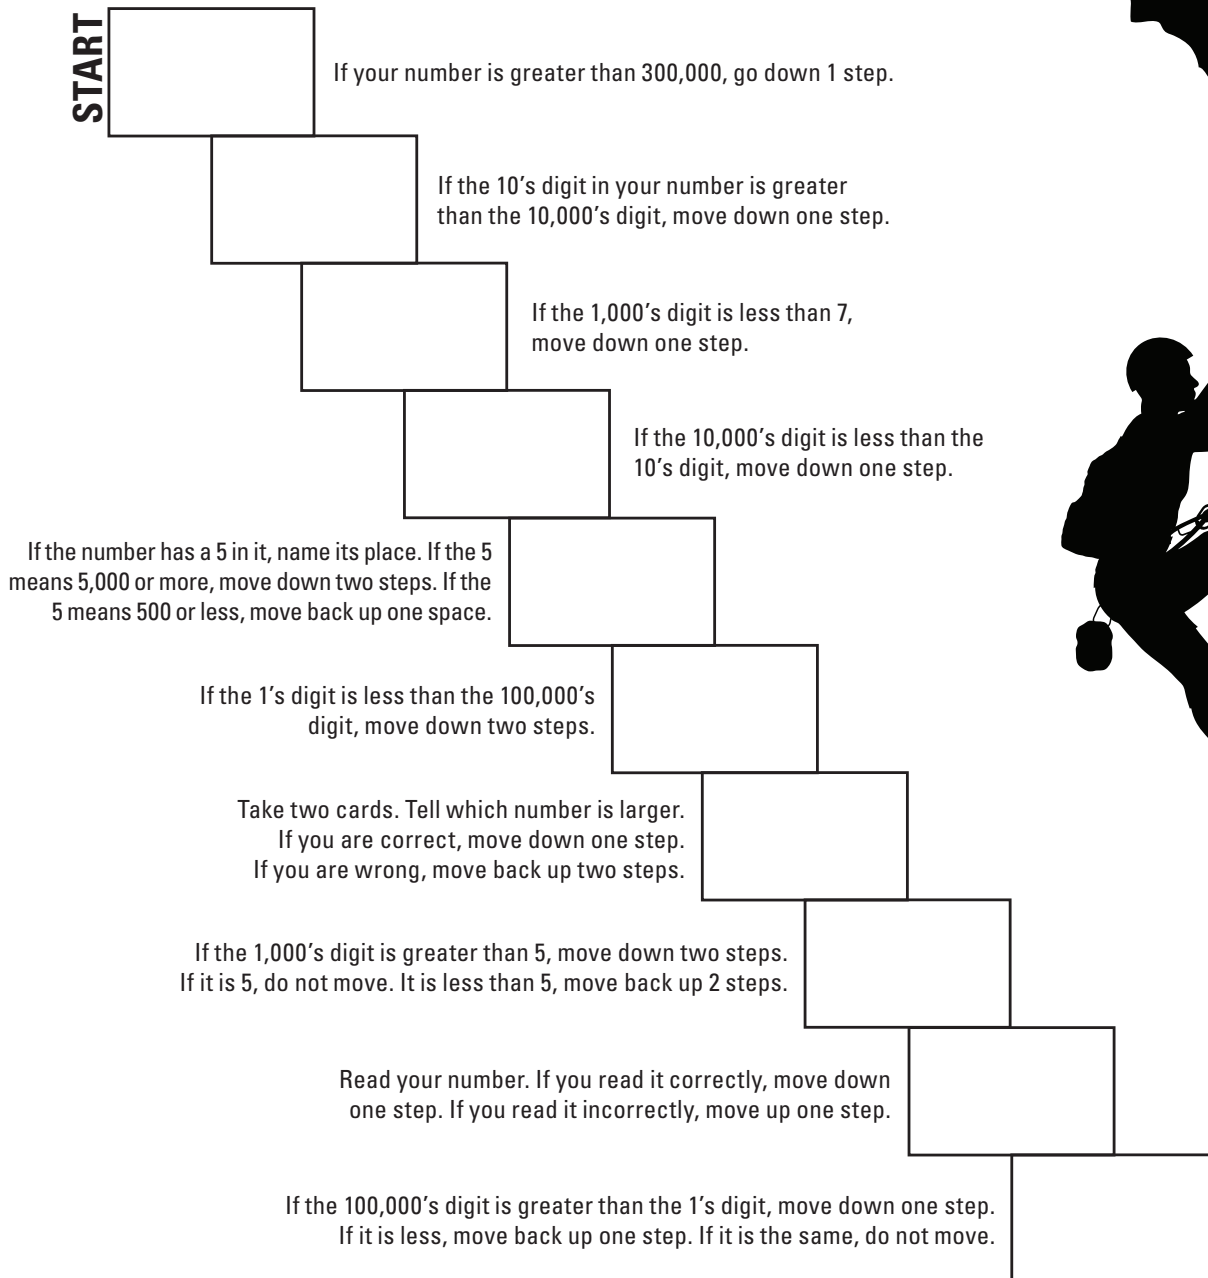 START
If your number is greater than 300,000, go down 1 step.
If the 10’s digit in your number is greater
than the 10,000’s digit, move down one step.
If the 1,000’s digit is less than 7,
move down one step.
If the 10,000’s digit is less than the
10’s digit, move down one step.
If the number has a 5 in it, name its place. If the 5
means 5,000 or more, move down two steps. If the
5 means 500 or less, move back up one space.
If the 1’s digit is less than the 100,000’s
digit, move down two steps.
Take two cards. Tell which number is larger.
If you are correct, move down one step.
If you are wrong, move back up two steps.
If the 1,000’s digit is greater than 5, move down two steps.
If it is 5, do not move. It is less than 5, move back up 2 steps.
Read your number. If you read it correctly, move down
one step. If you read it incorrectly, move up one step.
If the 100,000’s digit is greater than the 1’s digit, move down one step.
If it is less, move back up one step. If it is the same, do not move.